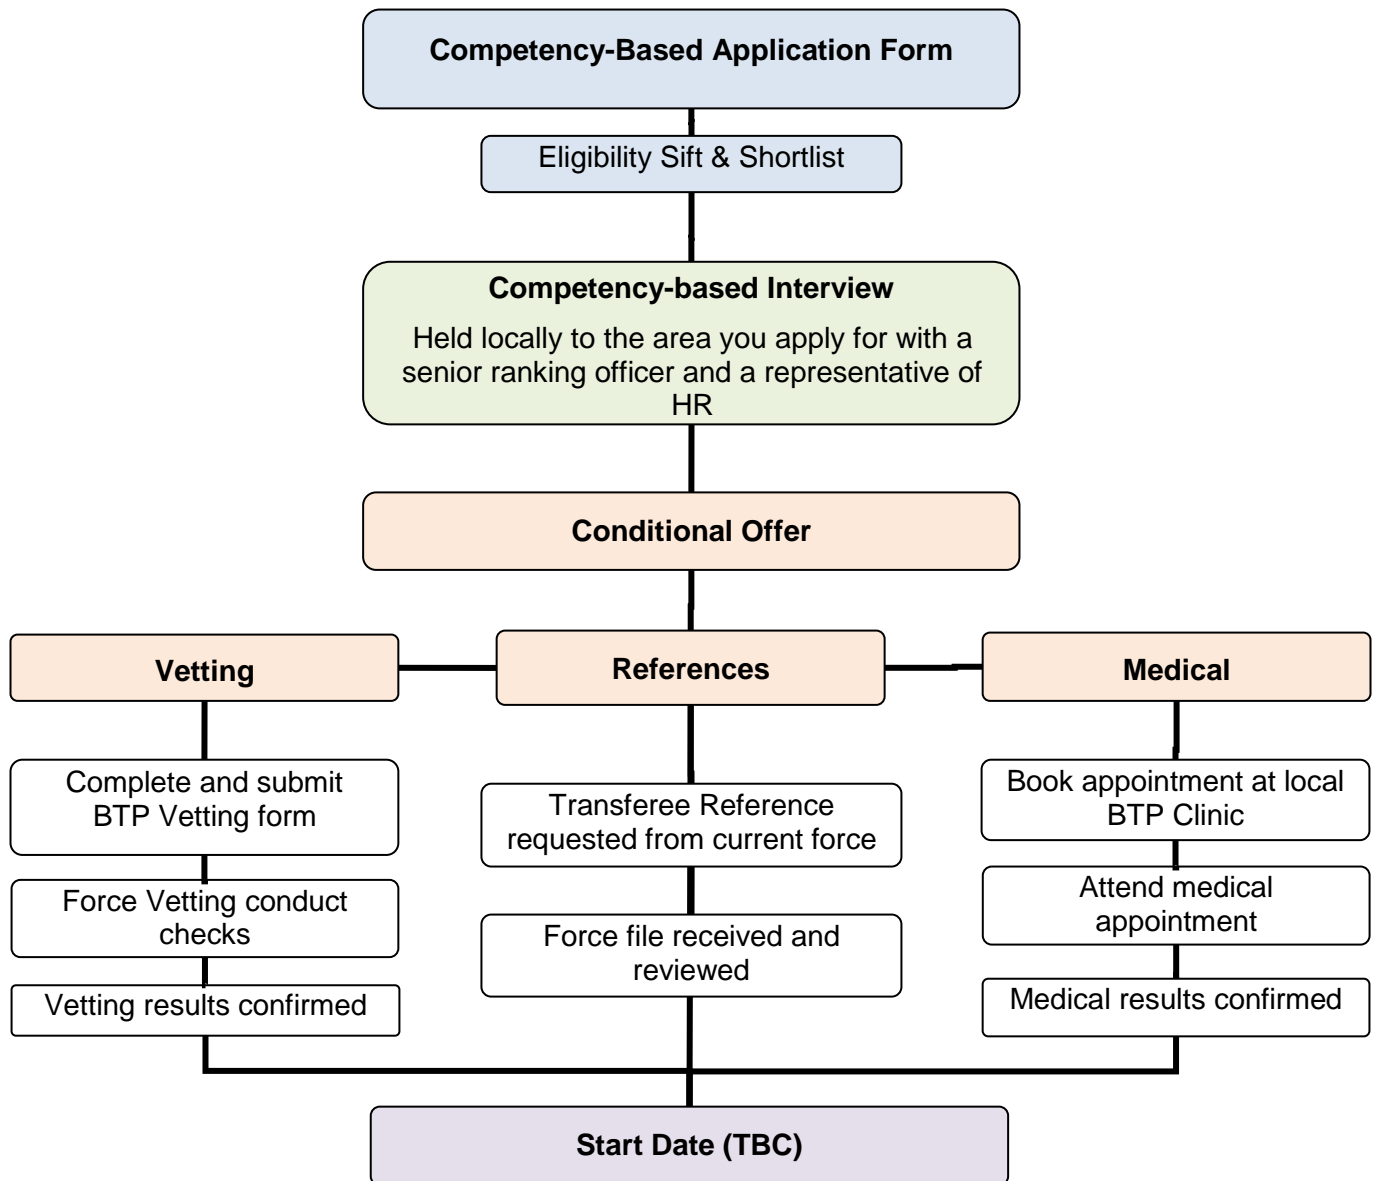 Competency-Based Application Form
Eligibility Sift & Shortlist
Competency-based Interview
Held locally to the area you apply for with a
senior ranking officer and a representative of
HR
Conditional Offer
Vetting
References
Medical
Complete and submit
BTP Vetting form
Force Vetting conduct
checks
Vetting results confirmed
Transferee Reference
requested from current force
Force file received and
reviewed
Book appointment at local
BTP Clinic
Attend medical
appointment
Medical results confirmed
Start Date (TBC)